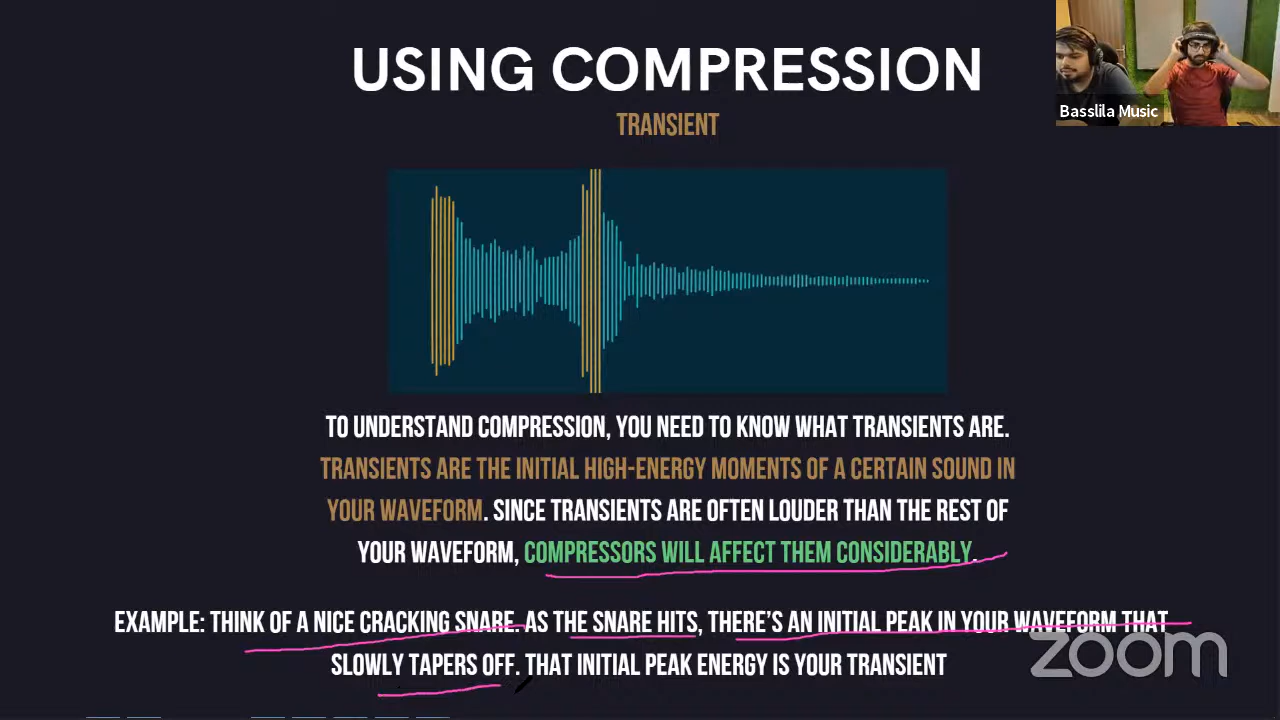 USING COMPRESSION
TRANSIENT
Basslila Music
TO UNDERSTAND COMPRESSION, YOU NEED TO KNOW WHAT TRANSIENTS ARE.
TRANSIENTS ARE THE INITIAL HIGH-ENERGY MOMENTS OF A CERTAIN SOUND IN
YOUR WAVEFORM. SINCE TRANSIENTS ARE OFTEN LOUDER THAN THE REST OF
YOUR WAVEFORM, COMPRESSORS WILL AFFECT THEM CONSIDERABLY.
EXAMPLE: THINK OF A NICE CRACKING SNARE. AS THE SNARE HITS, THERE'S AN INITIAL PEAK IN YOUR WAVEFORM THAT
SLOWLY TAPERS OFF. THAT INITIAL PEAK ENERGY IS YOUR TRANSIENT
zoom